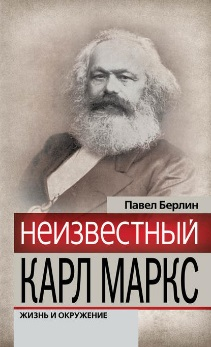 Павел Берлин
НЕИЗВЕСТНЫЙ
КАРЛ МАРКС
ЖИЗНЬ И ОКРУЖЕНИЕ